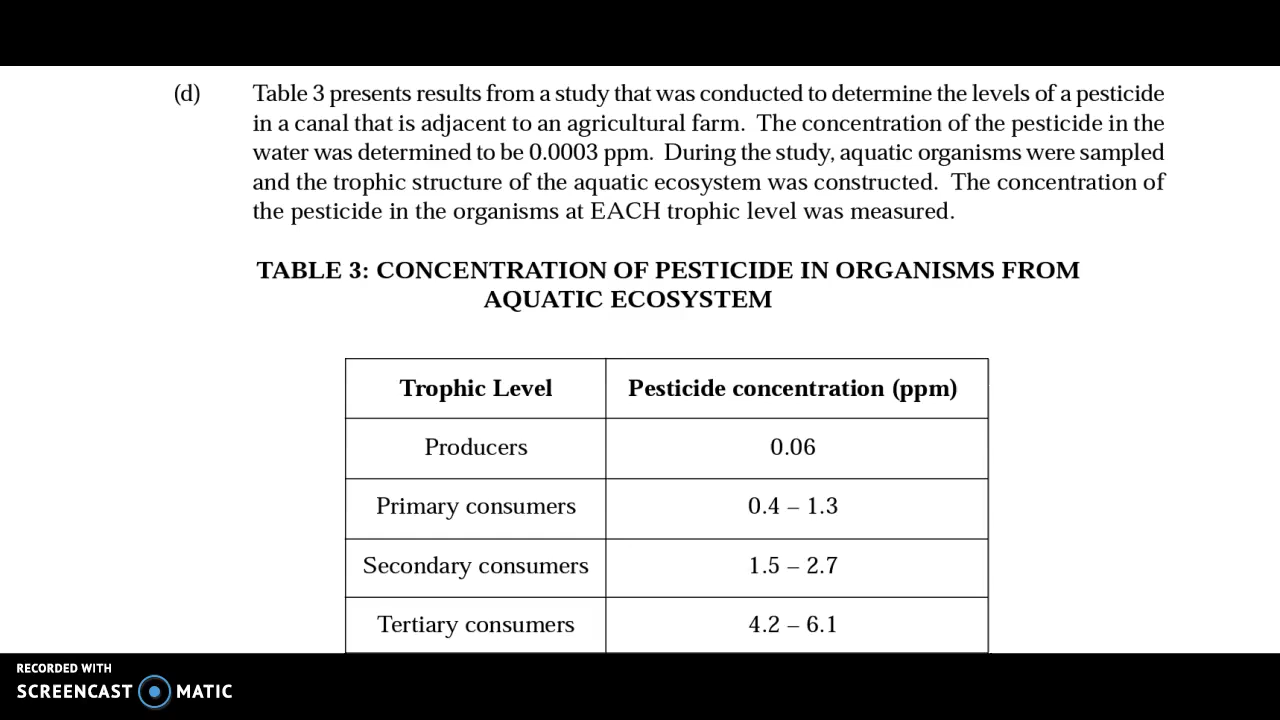 (d) Table 3 presents results from a study that was conducted to determine the levels of a pesticide
in a canal that is adjacent to an agricultural farm. The concentration of the pesticide in the
water was determined to be 0.0003 ppm. During the study, aquatic organisms were sampled
and the trophic structure of the aquatic ecosystem was constructed. The concentration of
the pesticide in the organisms at EACH trophic level was measured.
TABLE 3: CONCENTRATION OF PESTICIDE IN ORGANISMS FROM
AQUATIC ECOSYSTEM
Trophic Level Pesticide concentration (ppm)
Producers 0.06
Primary consumers 0.4 – 1.3
Secondary consumers 1.5 – 2.7
Tertiary consumers 4.2 – 6.1
RECORDED WITH
SCREENCAST MATIC